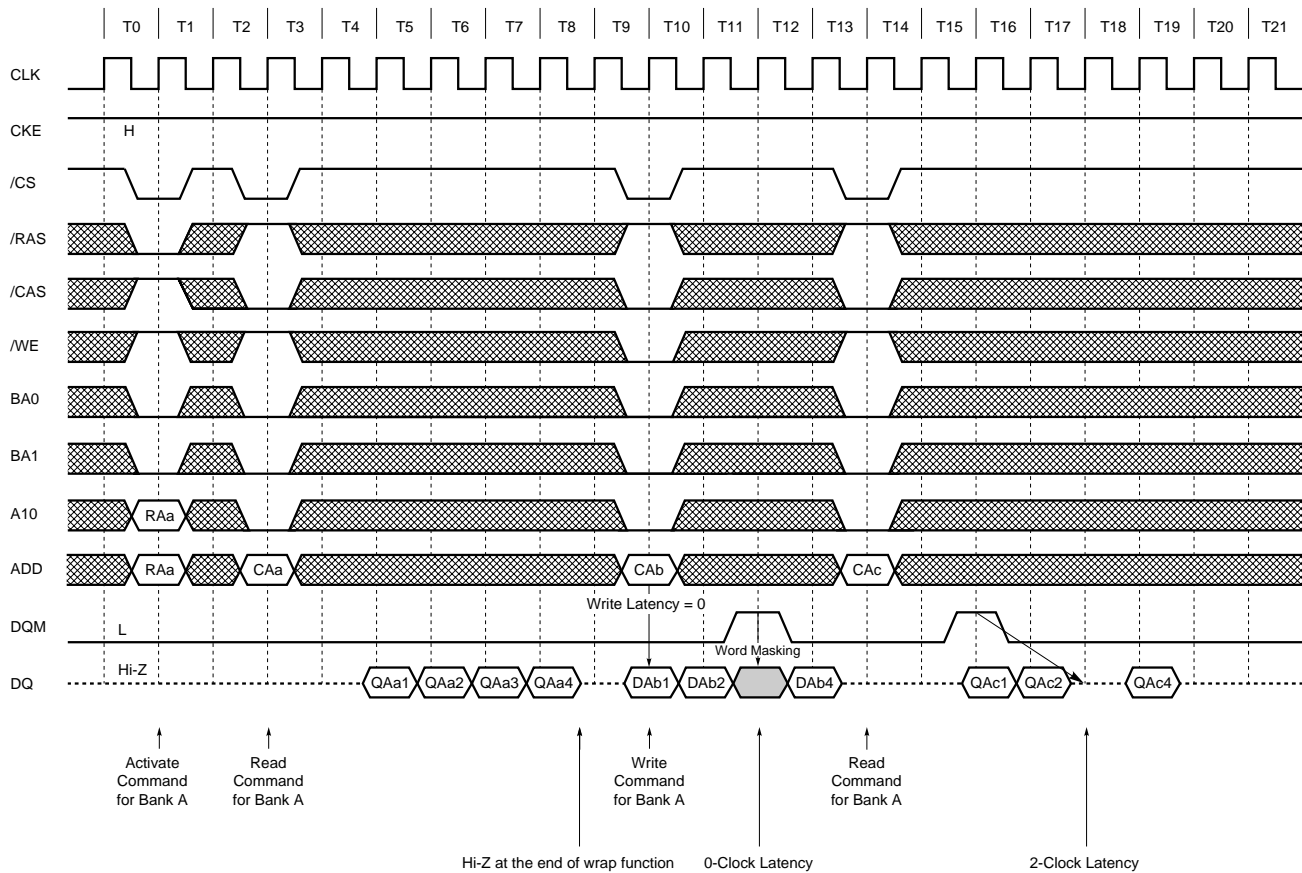 T0 T1 T2 T3 T4 T5 T6 T7 T8 T9 T10 T11 T12 T13 T14 T15 T16 T17 T18 T19 T20 T21
CLK
CKE H
/CS
/RAS
/CAS
/WE
BA0
BA1
A10 RAa
ADD RAa CAa CAb CAc
Write Latency = 0
DQM L
Word Masking
Hi-Z
DQ QAa1 QAa2 QAa3 QAa4 DAb1 DAb2 DAb4 QAc1 QAc2 QAc4
Activate
Command
for Bank A
Read
Command
for Bank A
Write
Command
for Bank A
Read
Command
for Bank A
Hi-Z at the end of wrap function
0-Clock Latency
2-Clock Latency